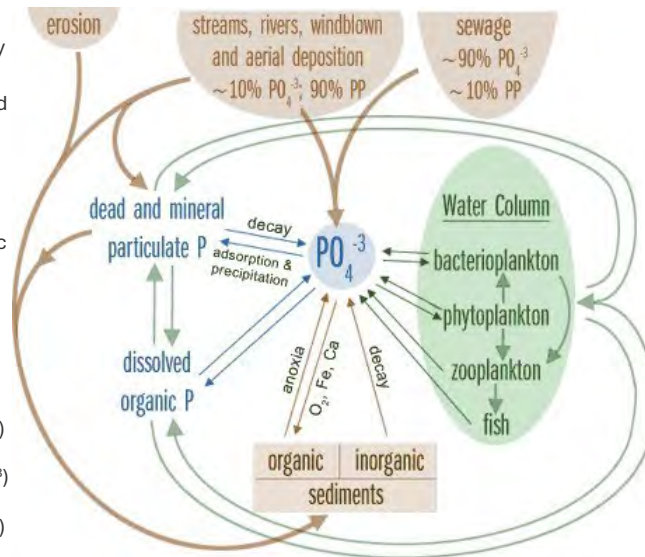 erosion
streams, rivers, windblown
and aerial deposition
~10% PO₄⁻³; 90% PP
sewage
~90% PO₄⁻³
~10% PP
y
d
c
)
³)
)
dead and mineral
particulate P
decay
adsorption &
precipitation
PO₄⁻³
Water Column
bacterioplankton
phytoplankton
zooplankton
fish
dissolved
organic P
anoxia
O₂, Fe, Ca
decay
organic
inorganic
sediments